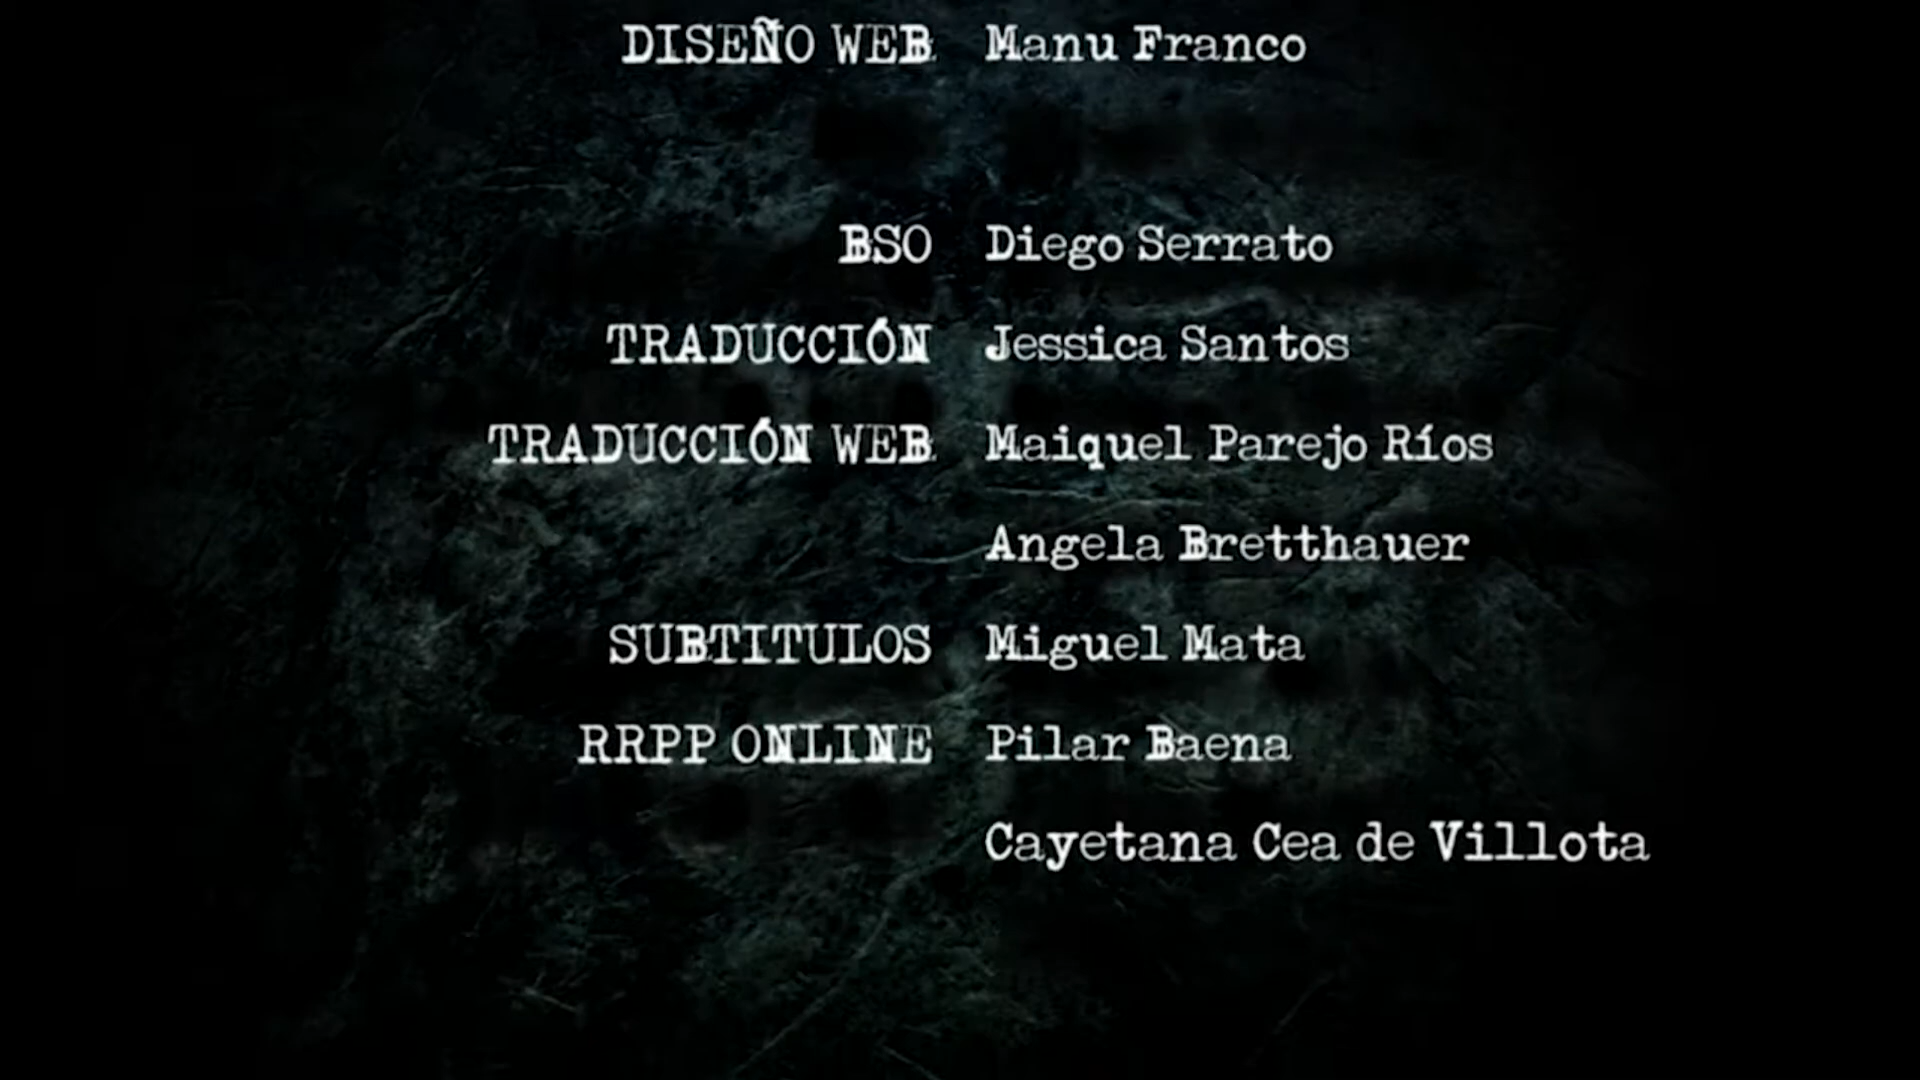 DISEÑO WEB Manu Franco
BSO Diego Serrato
TRADUCCIÓN Jessica Santos
TRADUCCIÓN WEB Maiquel Parejo Ríos
Angela Bretthauer
SUBTITULOS Miguel Mata
RRPP ONLINE Pilar Baena
Cayetana Cea de Villota